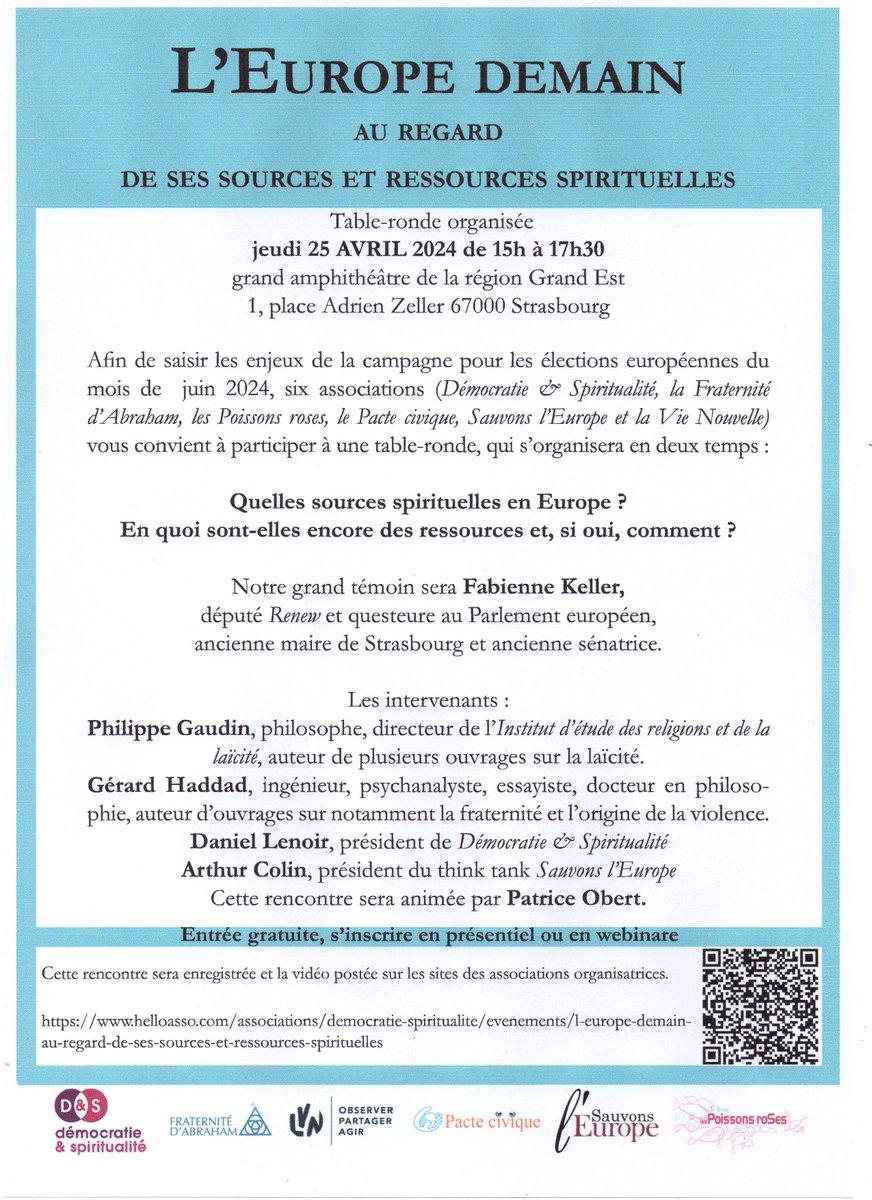 L'EUROPE DEMAIN
AU REGARD
DE SES SOURCES ET RESSOURCES SPIRITUELLES
Table-ronde organisée
jeudi 25 AVRIL 2024 de 15h à 17h30
grand amphithéâtre de la région Grand Est
1, place Adrien Zeller 67000 Strasbourg
Afin de saisir les enjeux de la campagne pour les élections européennes du
mois de juin 2024, six associations (Démocratie & Spiritualité, la Fraternité
d'Abraham, les Poissons roses, le Pacte civique, Sauvons l'Europe et la Vie Nouvelle)
vous convient à participer à une table-ronde, qui s'organisera en deux temps :
Quelles sources spirituelles en Europe ?
En quoi sont-elles encore des ressources et, si oui, comment ?
Notre grand témoin sera Fabienne Keller,
député Renew et questeure au Parlement européen,
ancienne maire de Strasbourg et ancienne sénatrice.
Les intervenants :
Philippe Gaudin, philosophe, directeur de l'Institut d'étude des religions et de la
laïcité, auteur de plusieurs ouvrages sur la laïcité.
Gérard Haddad, ingénieur, psychanalyste, essayiste, docteur en philoso-
phie, auteur d'ouvrages sur notamment la fraternité et l'origine de la violence.
Daniel Lenoir, président de Démocratie & Spiritualité
Arthur Colin, président du think tank Sauvons l'Europe
Cette rencontre sera animée par Patrice Obert.
Entrée gratuite, s'inscrire en présentiel ou en webinare
Cette rencontre sera enregistrée et la vidéo postée sur les sites des associations organisatrices.
https://www.helloasso.com/associations/democratie-spiritualite/evenements/l-europe-demain-
au-regard-de-ses-sources-et-ressources-spirituelles
D&S
démocratie
& spiritualité
FRATERNITÉ
D'ABRAHAM
LVN
OBSERVER
PARTAGER
AGIR
Pacte civique
Sauvons
l'Europe
Poissons roSes